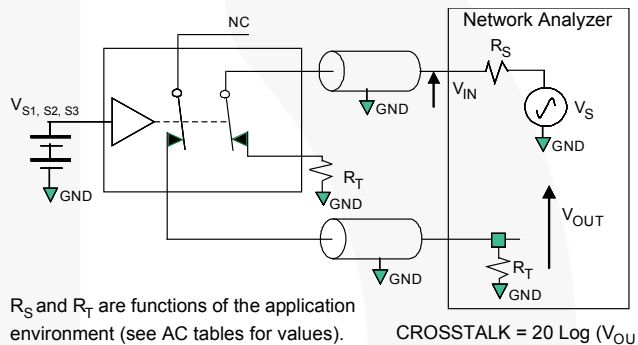 NC
Network Analyzer
R_S
V_IN
GND
V_S
GND
V_S1, S2, S3
GND
R_T
GND
V_OUT
GND
R_T
GND
R_S and R_T are functions of the application
environment (see AC tables for values).
CROSSTALK = 20 Log (V_OU